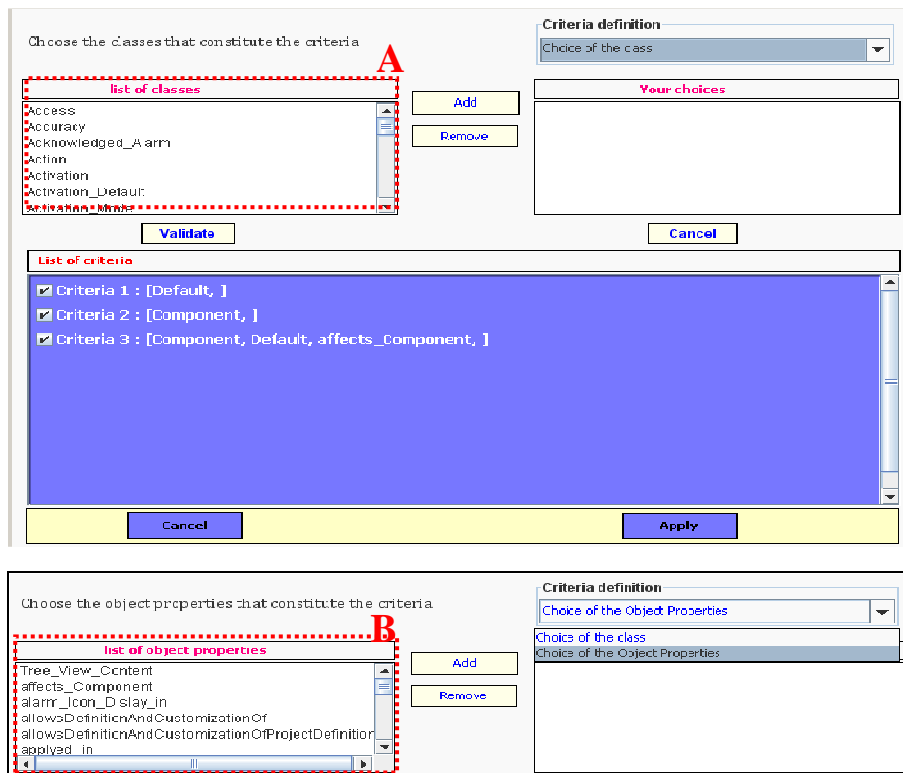 Criteria definition
Choose the classes that constitute the criteria
Choice of the class
A
list of classes
Your choices
Add
Remove
Access
Accuracy
Acknowledged_Alarm
Action
Activation
Activation_Default
Activation_Mode
Validate
Cancel
List of criteria
Criteria 1 : [Default, ]
Criteria 2 : [Component, ]
Criteria 3 : [Component, Default, affects_Component, ]
Cancel
Apply
Criteria definition
Choose the object properties that constitute the criteria
Choice of the Object Properties
B
Choice of the class
Choice of the Object Properties
list of object properties
Add
Remove
Tree_View_Content
affects_Component
alarm_Icon_Display_in
allowsDefinitionAndCustomizationOf
allowsDefinitionAndCustomizationOfProjectDefinition
applyed_in